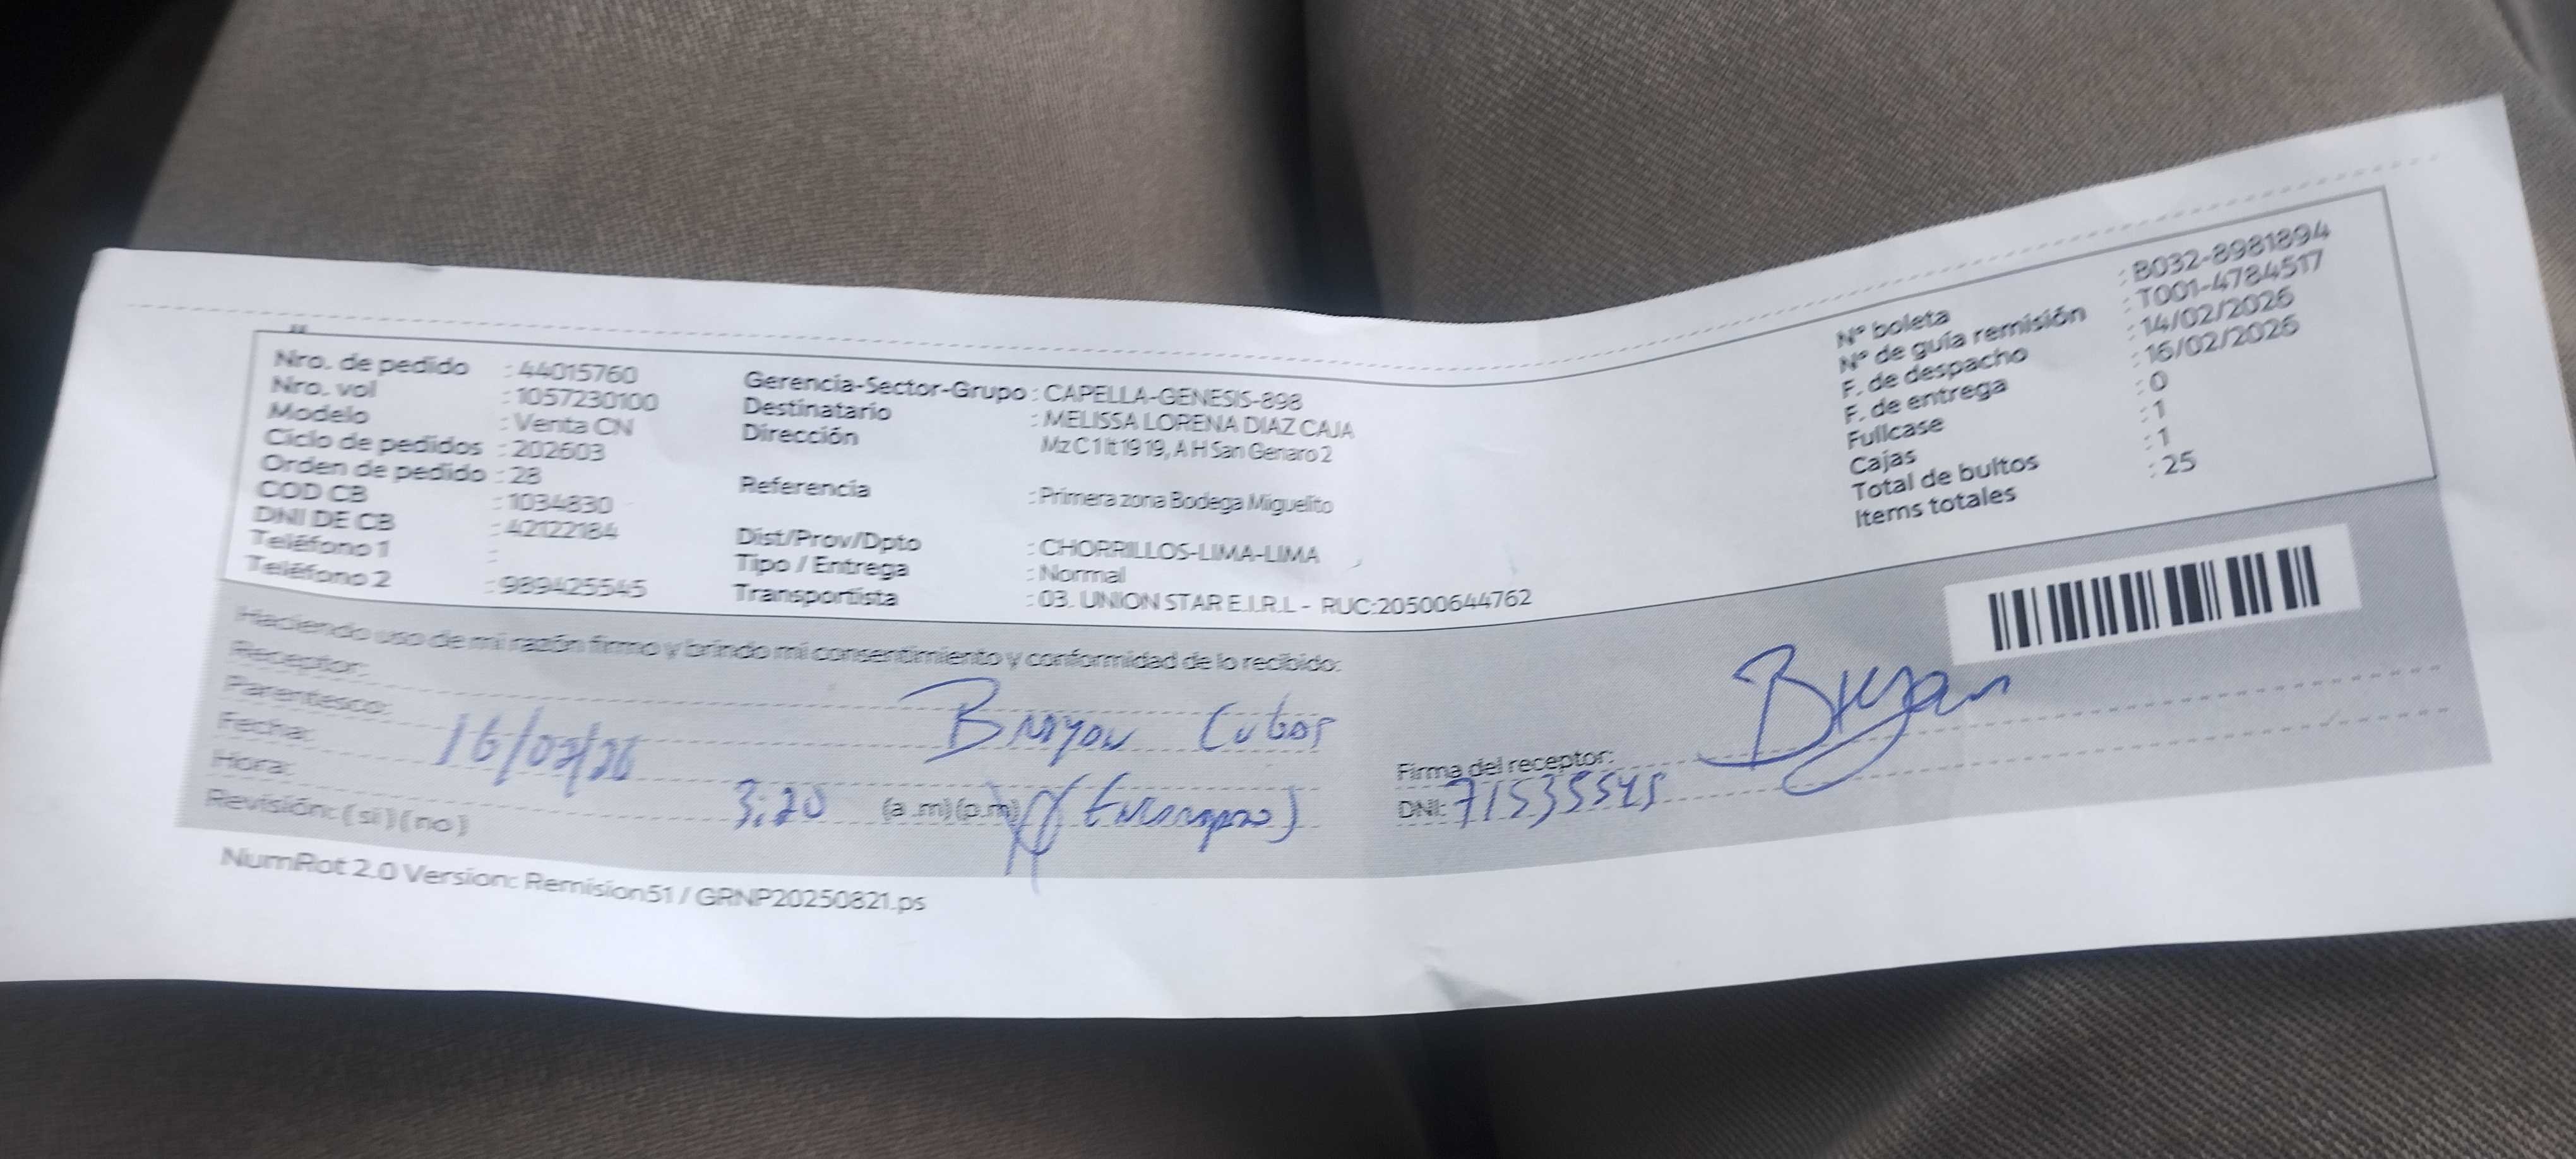 Nro. de pedido : 44015760
Nro. vol : 1057230100
Modelo : Venta CN
Ciclo de pedidos : 202603
Orden de pedido : 28
COD CB : 1034830
DNI DE CB : 42122184
Teléfono 1 :
Teléfono 2 : 989425545
Gerencia-Sector-Grupo : CAPELLA-GENESIS-898
Destinatario : MELISSA LORENA DIAZ CAJA
Dirección Mz C 1 lt 19 19, A H San Genaro 2
Referencia : Primera zona Bodega Miguelito
Dist/Prov/Dpto : CHORRILLOS-LIMA-LIMA
Tipo / Entrega : Normal
Transportista : 03. UNION STAR E.I.R.L - RUC:20500644762
Nº boleta : B032-8981894
Nº de guía remisión : T001-4784517
F. de despacho : 14/02/2026
F. de entrega : 16/02/2026
Fullcase : 0
Cajas : 1
Total de bultos : 1
Items totales : 25
Haciendo uso de mi razón firmo y brindo mi consentimiento y conformidad de lo recibido:
Receptor:
Parentesco: Brayan
Fecha: 16/02/26
Hora: 3:20 (a .m) (p.m)
Revisión: ( si ) ( no )
Firma del receptor: Bryan
DNI: 71535545
NumRot 2.0 Version: Remision51 / GRNP20250821.ps